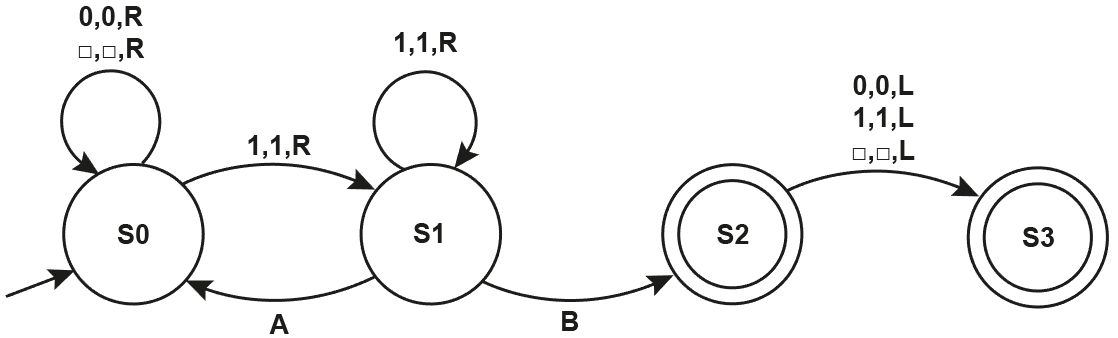 0,0,R
□,□,R
1,1,R
1,1,R
0,0,L
1,1,L
□,□,L
S0
S1
S2
S3
A
B